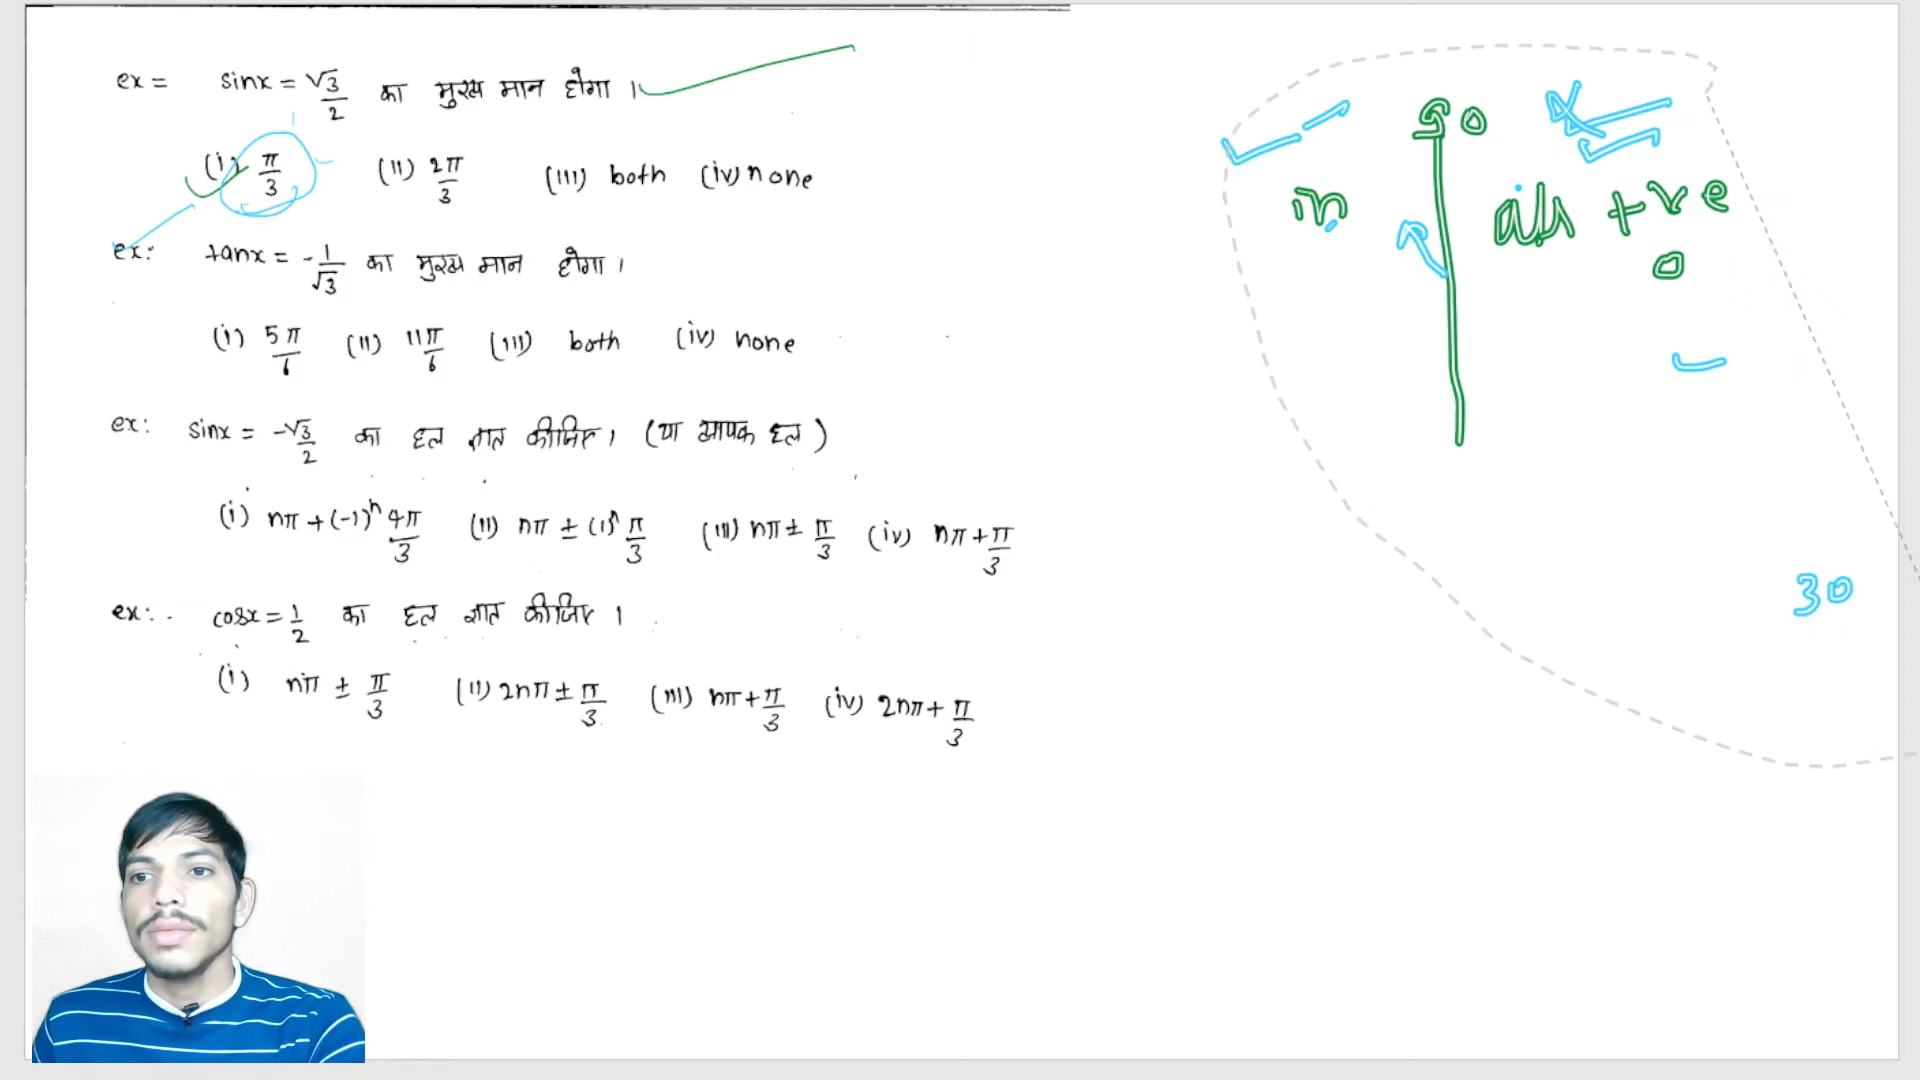 ex = sinx = √3/2 का मुख्य मान होगा ।
(i) π/3 (ii) 2π/3 (iii) both (iv) none
ex: tanx = -1/√3 का मुख्य मान होगा ।
(i) 5π/6 (ii) 11π/6 (iii) both (iv) none
ex: sinx = -√3/2 का हल ज्ञात कीजिए । (या व्यापक हल )
(i) nπ + (-1)ⁿ 4π/3 (ii) nπ ± (1)ⁿ π/3 (iii) nπ ± π/3 (iv) nπ + π/3
ex: cosx = 1/2 का हल ज्ञात कीजिए ।
(i) nπ ± π/3 (ii) 2nπ ± π/3 (iii) nπ + π/3 (iv) 2nπ + π/3
90
+ve
0
30